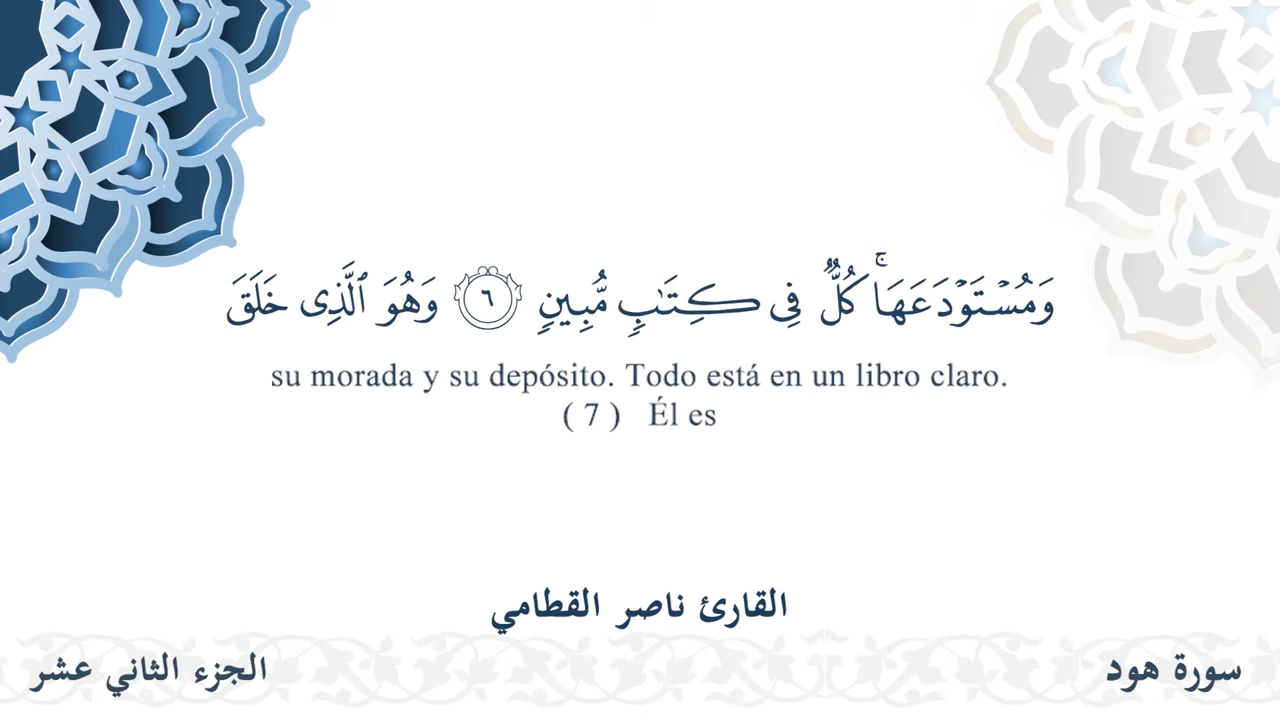 وَمُسْتَوْدَعَهَا ۚ كُلٌّ فِى كِتَٰبٍ مُّبِينٍ ٦ وَهُوَ ٱلَّذِى خَلَقَ
su morada y su depósito. Todo está en un libro claro.
( 7 ) Él es
القارئ ناصر القطامي
سورة هود
الجزء الثاني عشر